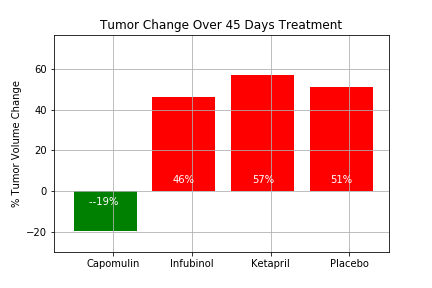 Tumor Change Over 45 Days Treatment
% Tumor Volume Change
60
40
20
0
−20
--19%
46%
57%
51%
Capomulin
Infubinol
Ketapril
Placebo